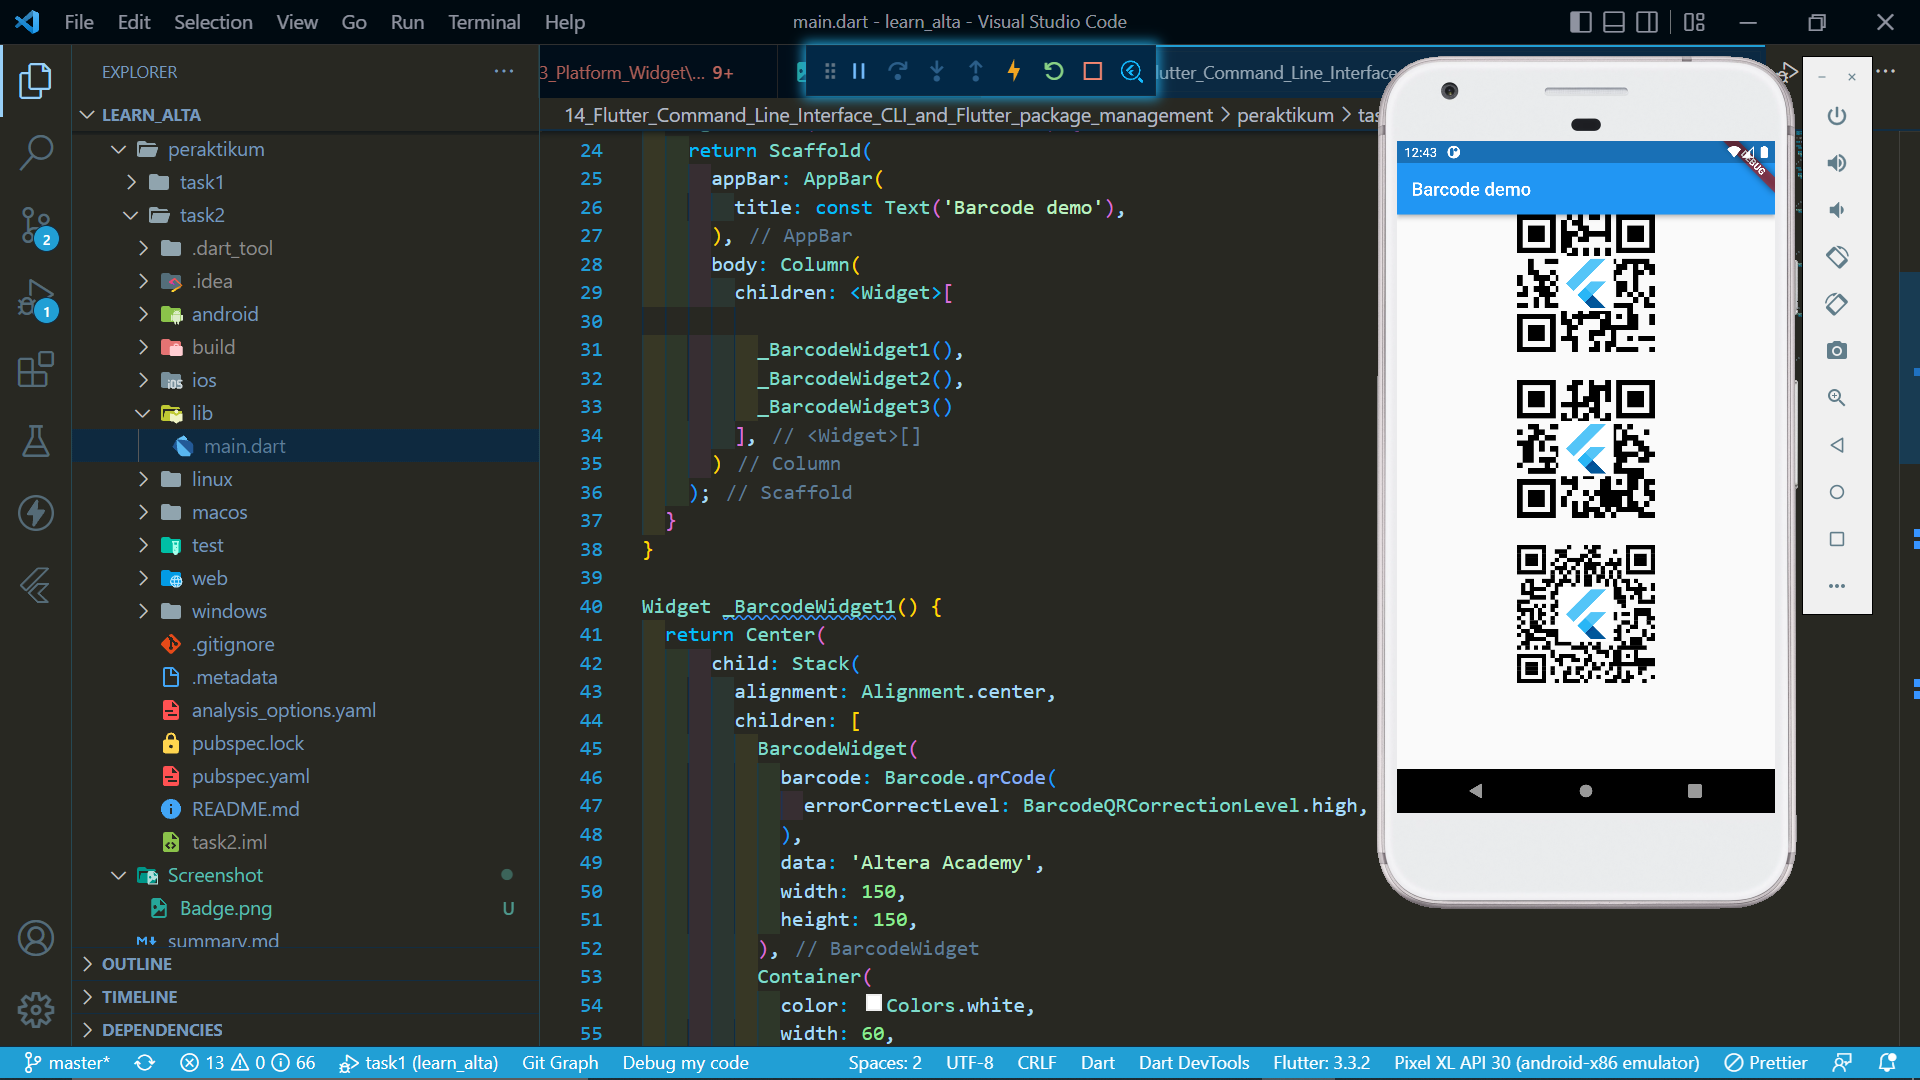 File Edit Selection View Go Run Terminal Help
main.dart - learn_alta - Visual Studio Code
EXPLORER
LEARN_ALTA
peraktikum
task1
task2
.dart_tool
.idea
android
build
ios
lib
main.dart
linux
macos
test
web
windows
.gitignore
.metadata
analysis_options.yaml
pubspec.lock
pubspec.yaml
README.md
task2.iml
Screenshot
Badge.png U
summary.md
OUTLINE
TIMELINE
DEPENDENCIES
2
1
3_Platform_Widget\... 9+
lutter_Command_Line_Interface
14_Flutter_Command_Line_Interface_CLI_and_Flutter_package_management > peraktikum > tas
24 return Scaffold(
25 appBar: AppBar(
26 title: const Text('Barcode demo'),
27 ), // AppBar
28 body: Column(
29 children: <Widget>[
30
31 _BarcodeWidget1(),
32 _BarcodeWidget2(),
33 _BarcodeWidget3()
34 ], // <Widget>[]
35 ) // Column
36 ); // Scaffold
37 }
38 }
39
40 Widget _BarcodeWidget1() {
41 return Center(
42 child: Stack(
43 alignment: Alignment.center,
44 children: [
45 BarcodeWidget(
46 barcode: Barcode.qrCode(
47 errorCorrectLevel: BarcodeQRCorrectionLevel.high,
48 ),
49 data: 'Altera Academy',
50 width: 150,
51 height: 150,
52 ), // BarcodeWidget
53 Container(
54 color: Colors.white,
55 width: 60,
12:43
DEBUG
Barcode demo
master* 13 0 66 task1 (learn_alta) Git Graph Debug my code Spaces: 2 UTF-8 CRLF Dart Dart DevTools Flutter: 3.3.2 Pixel XL API 30 (android-x86 emulator) Prettier